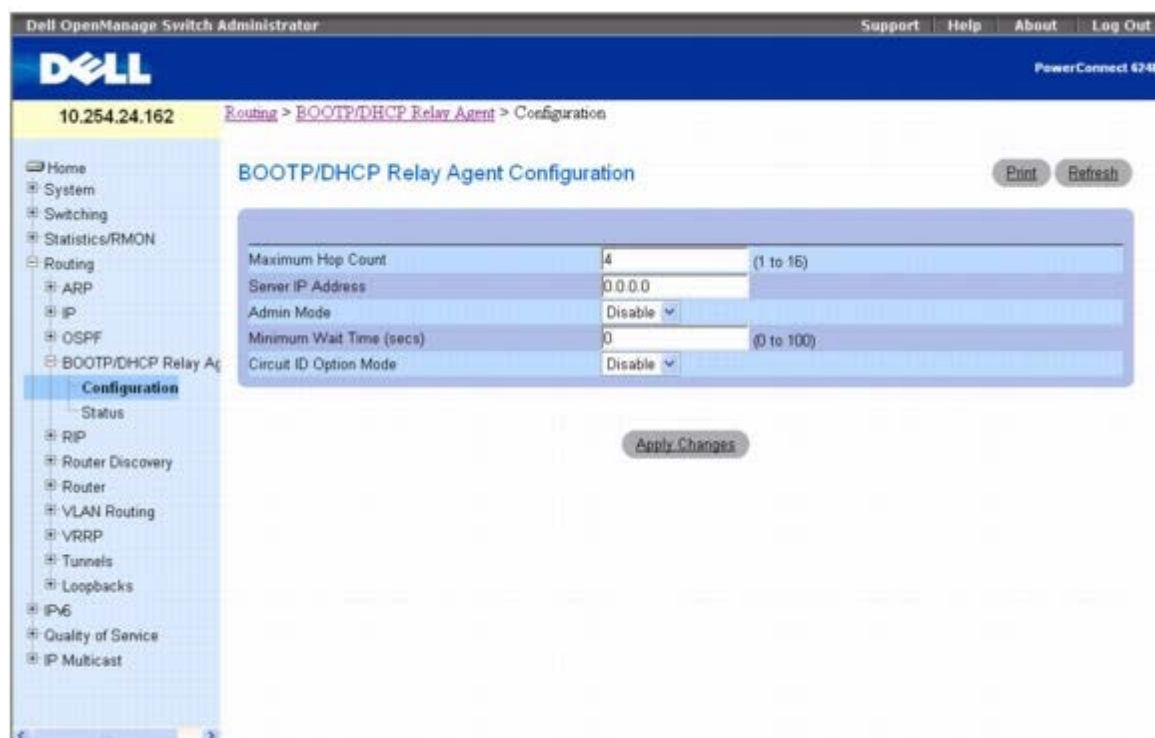 Dell OpenManage Switch Administrator
Support Help About Log Out
DELL
PowerConnect 6248
10.254.24.162
Routing > BOOTP/DHCP Relay Agent > Configuration
Home
System
Switching
Statistics/RMON
Routing
ARP
IP
OSPF
BOOTP/DHCP Relay Ag
Configuration
Status
RIP
Router Discovery
Router
VLAN Routing
VRRP
Tunnels
Loopbacks
IPv6
Quality of Service
IP Multicast
BOOTP/DHCP Relay Agent Configuration
Print Refresh
Maximum Hop Count 4 (1 to 16)
Server IP Address 0.0.0.0
Admin Mode Disable
Minimum Wait Time (secs) 0 (0 to 100)
Circuit ID Option Mode Disable
Apply Changes